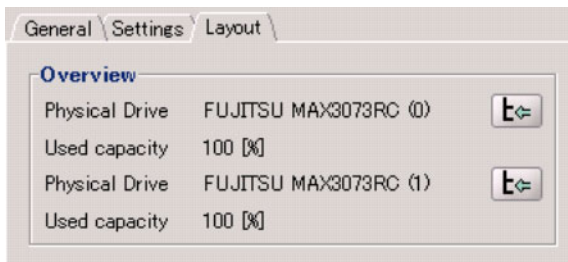 General Settings Layout
Overview
Physical Drive FUJITSU MAX3073RC (0)
Used capacity 100 [%]
Physical Drive FUJITSU MAX3073RC (1)
Used capacity 100 [%]